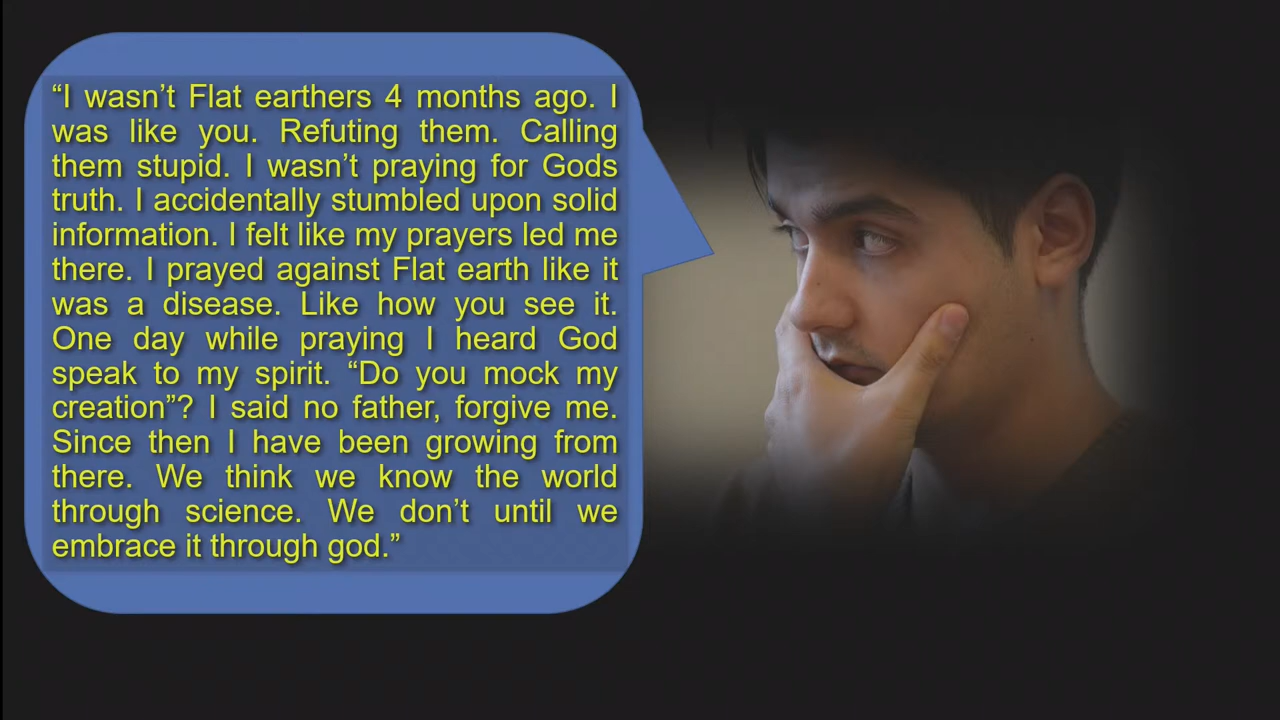 “I wasn’t Flat earthers 4 months ago. I
was like you. Refuting them. Calling
them stupid. I wasn’t praying for Gods
truth. I accidentally stumbled upon solid
information. I felt like my prayers led me
there. I prayed against Flat earth like it
was a disease. Like how you see it.
One day while praying I heard God
speak to my spirit. “Do you mock my
creation”? I said no father, forgive me.
Since then I have been growing from
there. We think we know the world
through science. We don’t until we
embrace it through god.”